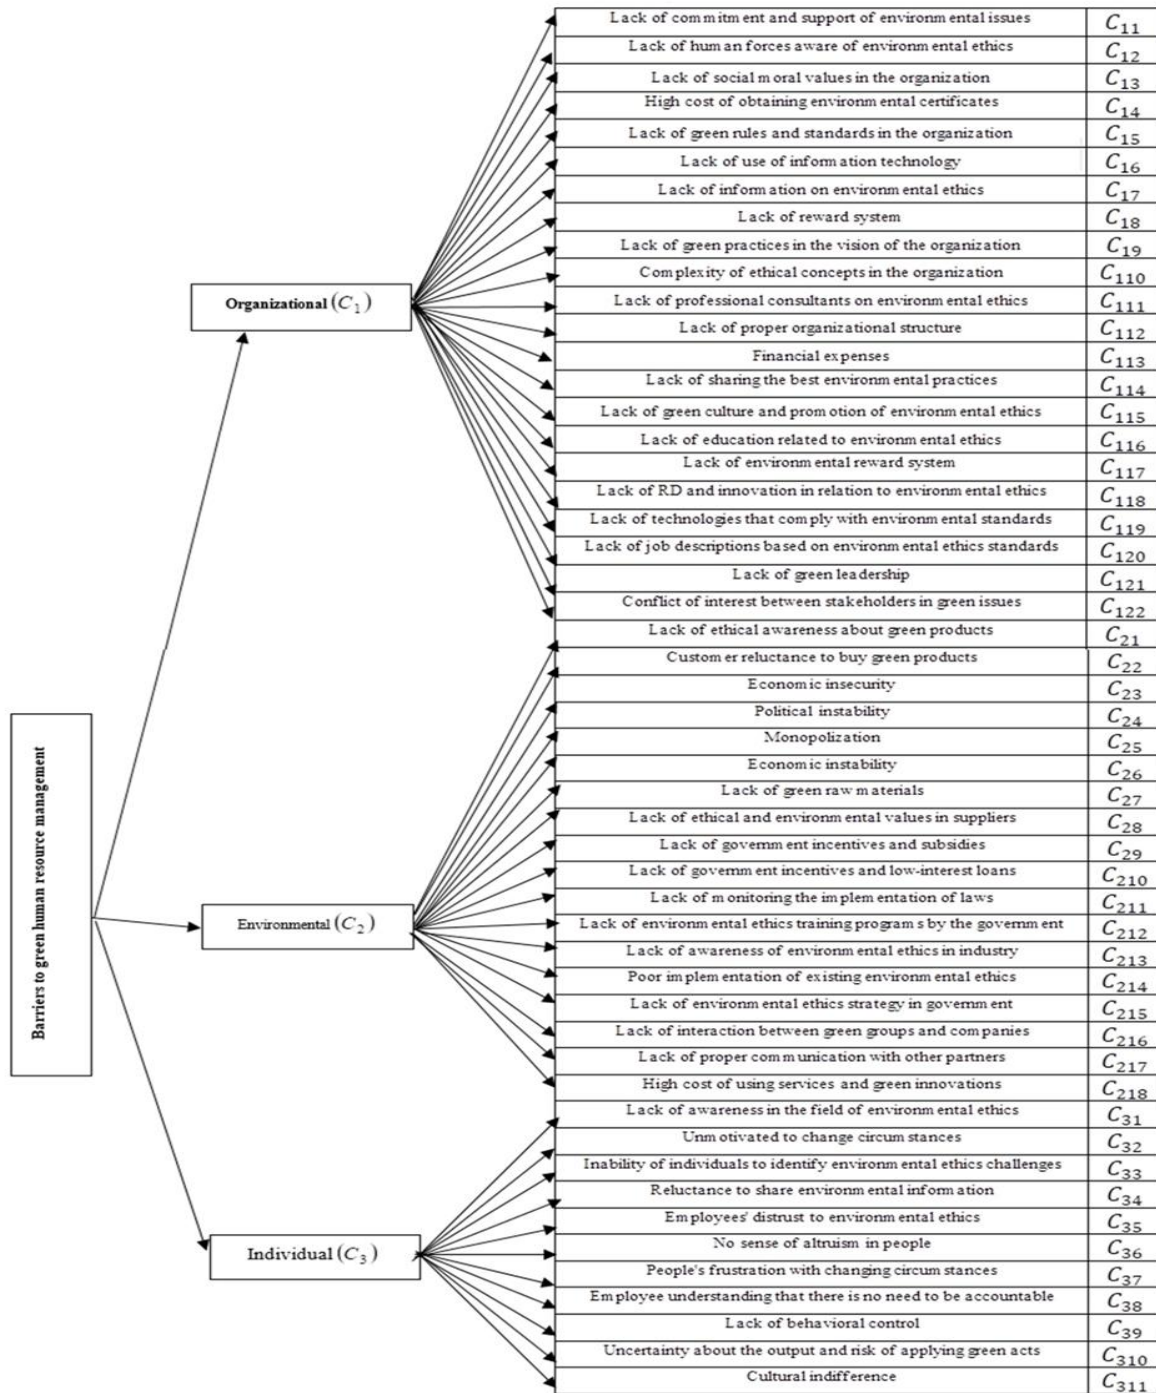 Barriers to green human resource management
Organizational (C₁)
Environmental (C₂)
Individual (C₃)
Lack of commitment and support of environmental issues C₁₁
Lack of human forces aware of environmental ethics C₁₂
Lack of social moral values in the organization C₁₃
High cost of obtaining environmental certificates C₁₄
Lack of green rules and standards in the organization C₁₅
Lack of use of information technology C₁₆
Lack of information on environmental ethics C₁₇
Lack of reward system C₁₈
Lack of green practices in the vision of the organization C₁₉
Complexity of ethical concepts in the organization C₁₁₀
Lack of professional consultants on environmental ethics C₁₁₁
Lack of proper organizational structure C₁₁₂
Financial expenses C₁₁₃
Lack of sharing the best environmental practices C₁₁₄
Lack of green culture and promotion of environmental ethics C₁₁₅
Lack of education related to environmental ethics C₁₁₆
Lack of environmental reward system C₁₁₇
Lack of RD and innovation in relation to environmental ethics C₁₁₈
Lack of technologies that comply with environmental standards C₁₁₉
Lack of job descriptions based on environmental ethics standards C₁₂₀
Lack of green leadership C₁₂₁
Conflict of interest between stakeholders in green issues C₁₂₂
Lack of ethical awareness about green products C₂₁
Customer reluctance to buy green products C₂₂
Economic insecurity C₂₃
Political instability C₂₄
Monopolization C₂₅
Economic instability C₂₆
Lack of green raw materials C₂₇
Lack of ethical and environmental values in suppliers C₂₈
Lack of government incentives and subsidies C₂₉
Lack of government incentives and low-interest loans C₂₁₀
Lack of monitoring the implementation of laws C₂₁₁
Lack of environmental ethics training programs by the government C₂₁₂
Lack of awareness of environmental ethics in industry C₂₁₃
Poor implementation of existing environmental ethics C₂₁₄
Lack of environmental ethics strategy in government C₂₁₅
Lack of interaction between green groups and companies C₂₁₆
Lack of proper communication with other partners C₂₁₇
High cost of using services and green innovations C₂₁₈
Lack of awareness in the field of environmental ethics C₃₁
Unmotivated to change circumstances C₃₂
Inability of individuals to identify environmental ethics challenges C₃₃
Reluctance to share environmental information C₃₄
Employees' distrust to environmental ethics C₃₅
No sense of altruism in people C₃₆
People's frustration with changing circumstances C₃₇
Employee understanding that there is no need to be accountable C₃₈
Lack of behavioral control C₃₉
Uncertainty about the output and risk of applying green acts C₃₁₀
Cultural indifference C₃₁₁